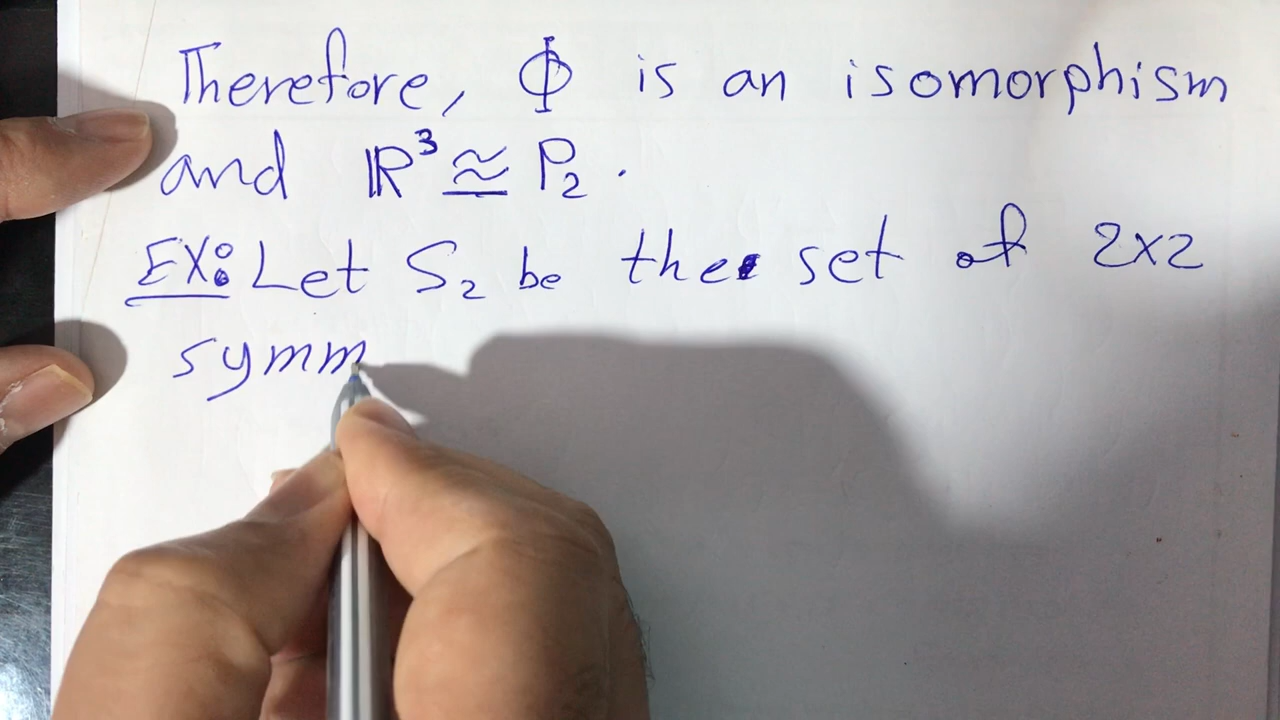 Therefore, Φ is an isomorphism
and ℝ³ ≅ P₂.
EX: Let S₂ be the set of 2x2
symm